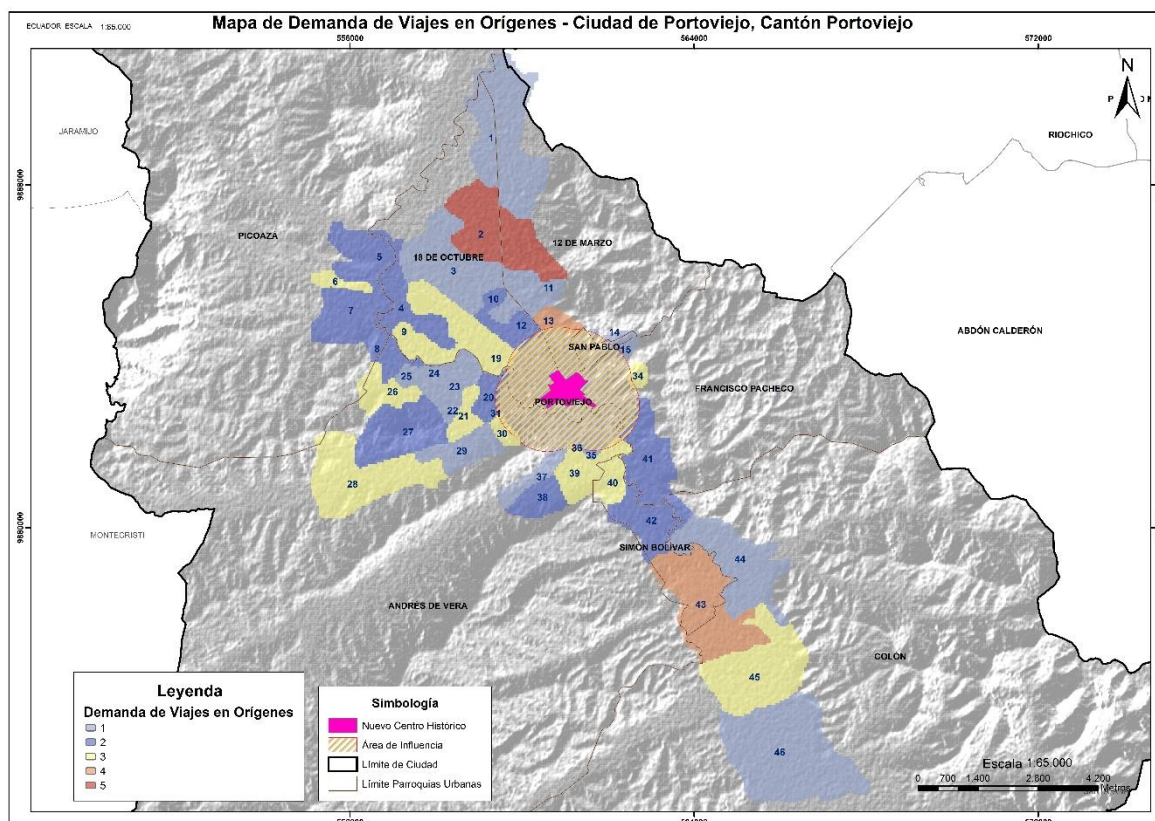 Mapa de Demanda de Viajes en Orígenes - Ciudad de Portoviejo, Cantón Portoviejo
ECUADOR ESCALA 1:65.000
556000 564000 572000
N
JARAMIJO
RIOCHICO
1
9888000 9888000
PICOAZÁ
2
12 DE MARZO
5
18 DE OCTUBRE
3
6
11
10
7
4
13
12
9
14
ABDÓN CALDERÓN
8
SAN PABLO
15
19
25
24
34
23
FRANCISCO PACHECO
26
20
PORTOVIEJO
22
21
31
27
30
29
36
35
41
28
37
39
40
38
42
9880000 9880000
MONTECRISTI
SIMÓN BOLÍVAR
44
43
ANDRÉS DE VERA
COLÓN
45
46
Leyenda
Demanda de Viajes en Orígenes
1
2
3
4
5
Simbología
Nuevo Centro Histórico
Área de Influencia
Límite de Ciudad
Límite Parroquias Urbanas
Escala 1:65.000
0 700 1.400 2.800 4.200
Metros